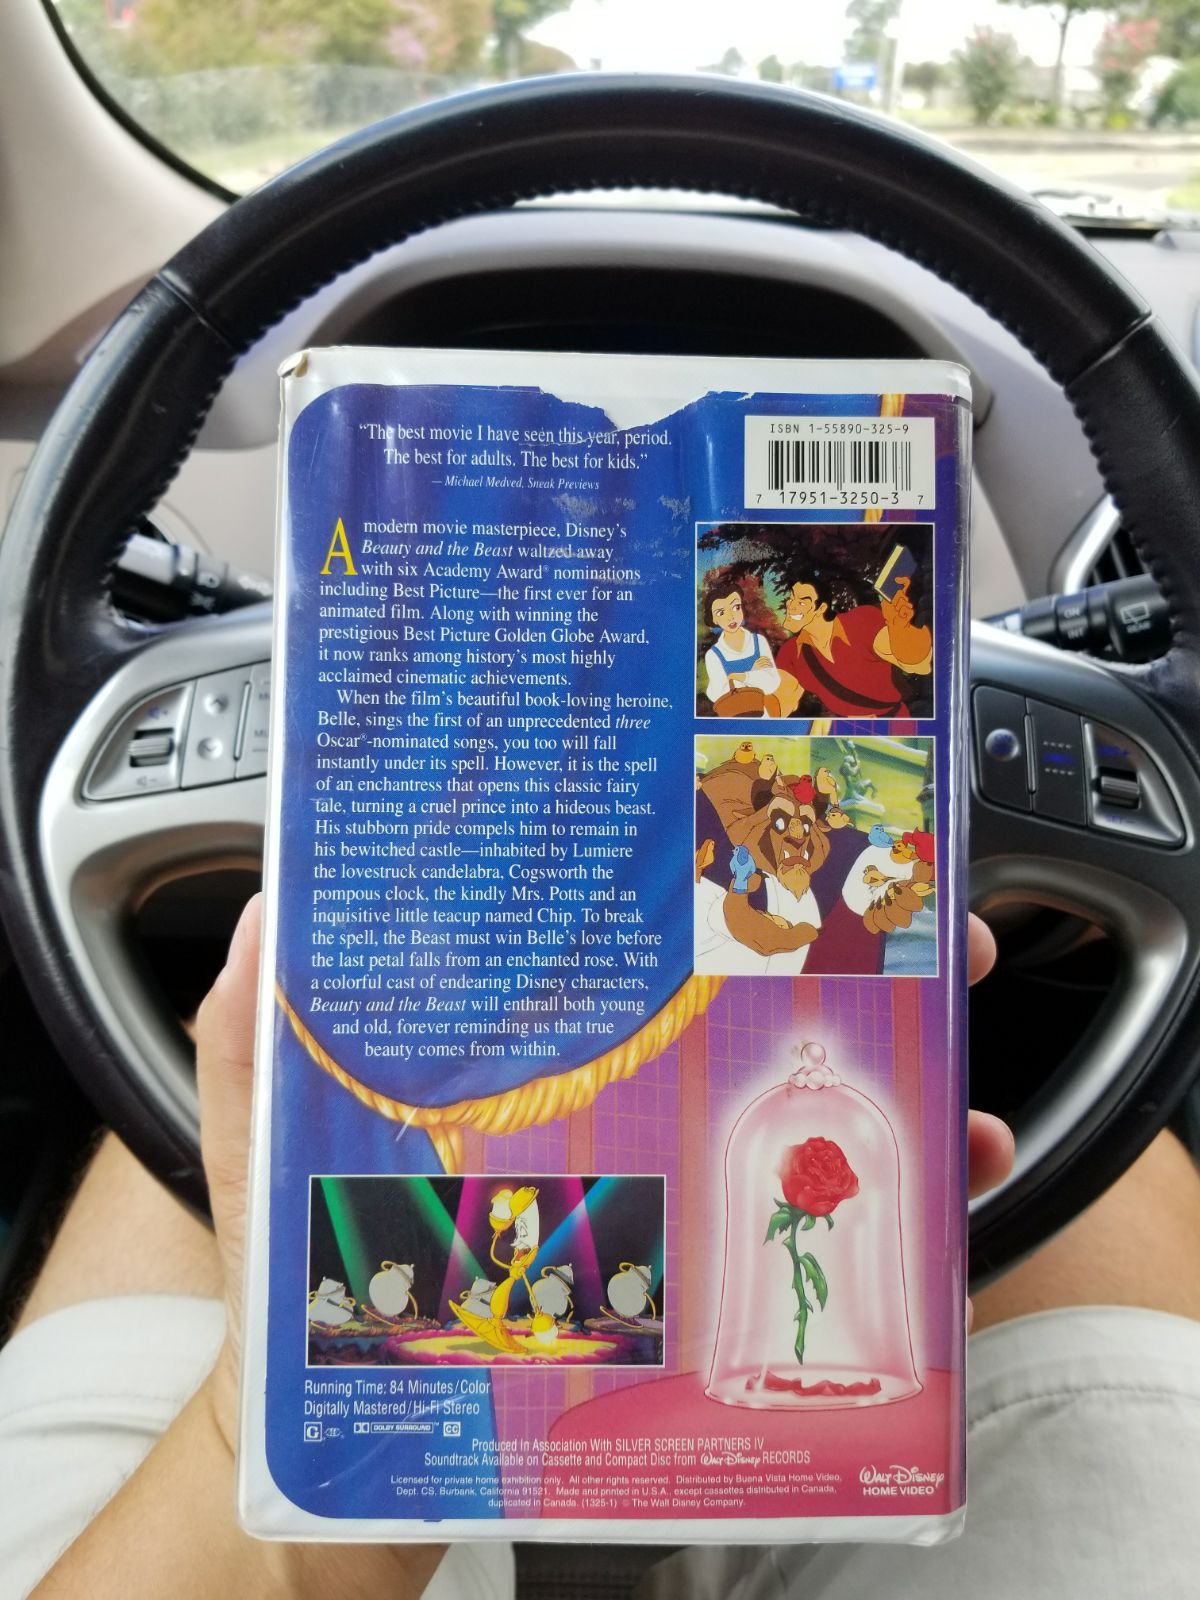 "The best movie I have seen this year, period.
The best for adults. The best for kids."
— Michael Medved, Sneak Previews
ISBN 1-55890-325-9
7 17951-3250-3 7
A modern movie masterpiece, Disney's
Beauty and the Beast waltzed away
with six Academy Award® nominations
including Best Picture—the first ever for an
animated film. Along with winning the
prestigious Best Picture Golden Globe Award,
it now ranks among history's most highly
acclaimed cinematic achievements.
When the film's beautiful book-loving heroine,
Belle, sings the first of an unprecedented three
Oscar®-nominated songs, you too will fall
instantly under its spell. However, it is the spell
of an enchantress that opens this classic fairy
tale, turning a cruel prince into a hideous beast.
His stubborn pride compels him to remain in
his bewitched castle—inhabited by Lumiere
the lovestruck candelabra, Cogsworth the
pompous clock, the kindly Mrs. Potts and an
inquisitive little teacup named Chip. To break
the spell, the Beast must win Belle's love before
the last petal falls from an enchanted rose. With
a colorful cast of endearing Disney characters,
Beauty and the Beast will enthrall both young
and old, forever reminding us that true
beauty comes from within.
Running Time: 84 Minutes/Color
Digitally Mastered/Hi-Fi Stereo
G DOLBY SURROUND™ CC
Produced In Association With SILVER SCREEN PARTNERS IV
Soundtrack Available on Cassette and Compact Disc from Walt Disney RECORDS
Licensed for private home exhibition only. All other rights reserved. Distributed by Buena Vista Home Video,
Dept. CS, Burbank, California 91521. Made and printed in U.S.A., except cassettes distributed in Canada,
duplicated in Canada. (1325-1) © The Walt Disney Company.
Walt Disney
HOME VIDEO
ON
INT